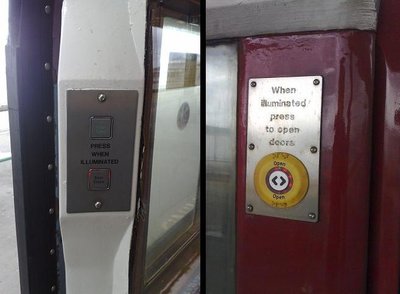 PRESS
WHEN
ILLUMINATED
When
illuminated
press
to open
doors
Open
Open